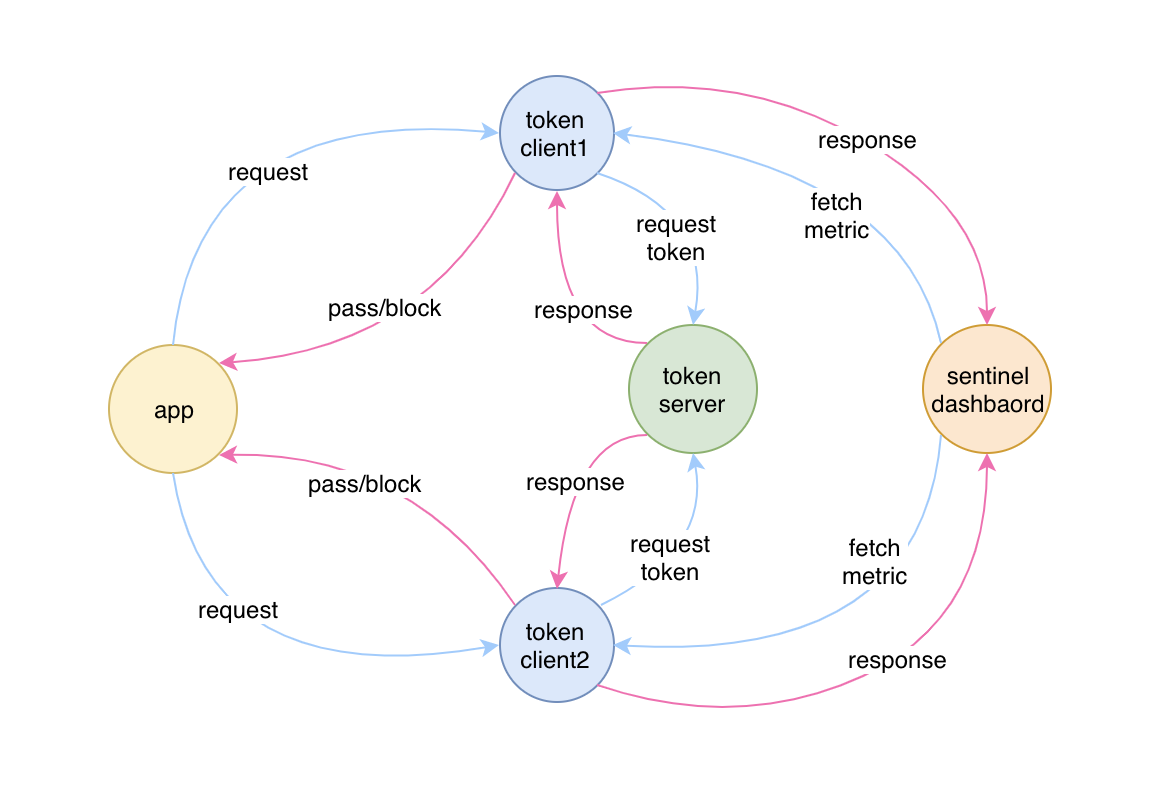 token
client1
response
request
fetch
metric
request
token
pass/block
response
token
server
sentinel
dashbaord
app
pass/block
response
request
token
fetch
metric
request
token
client2
response